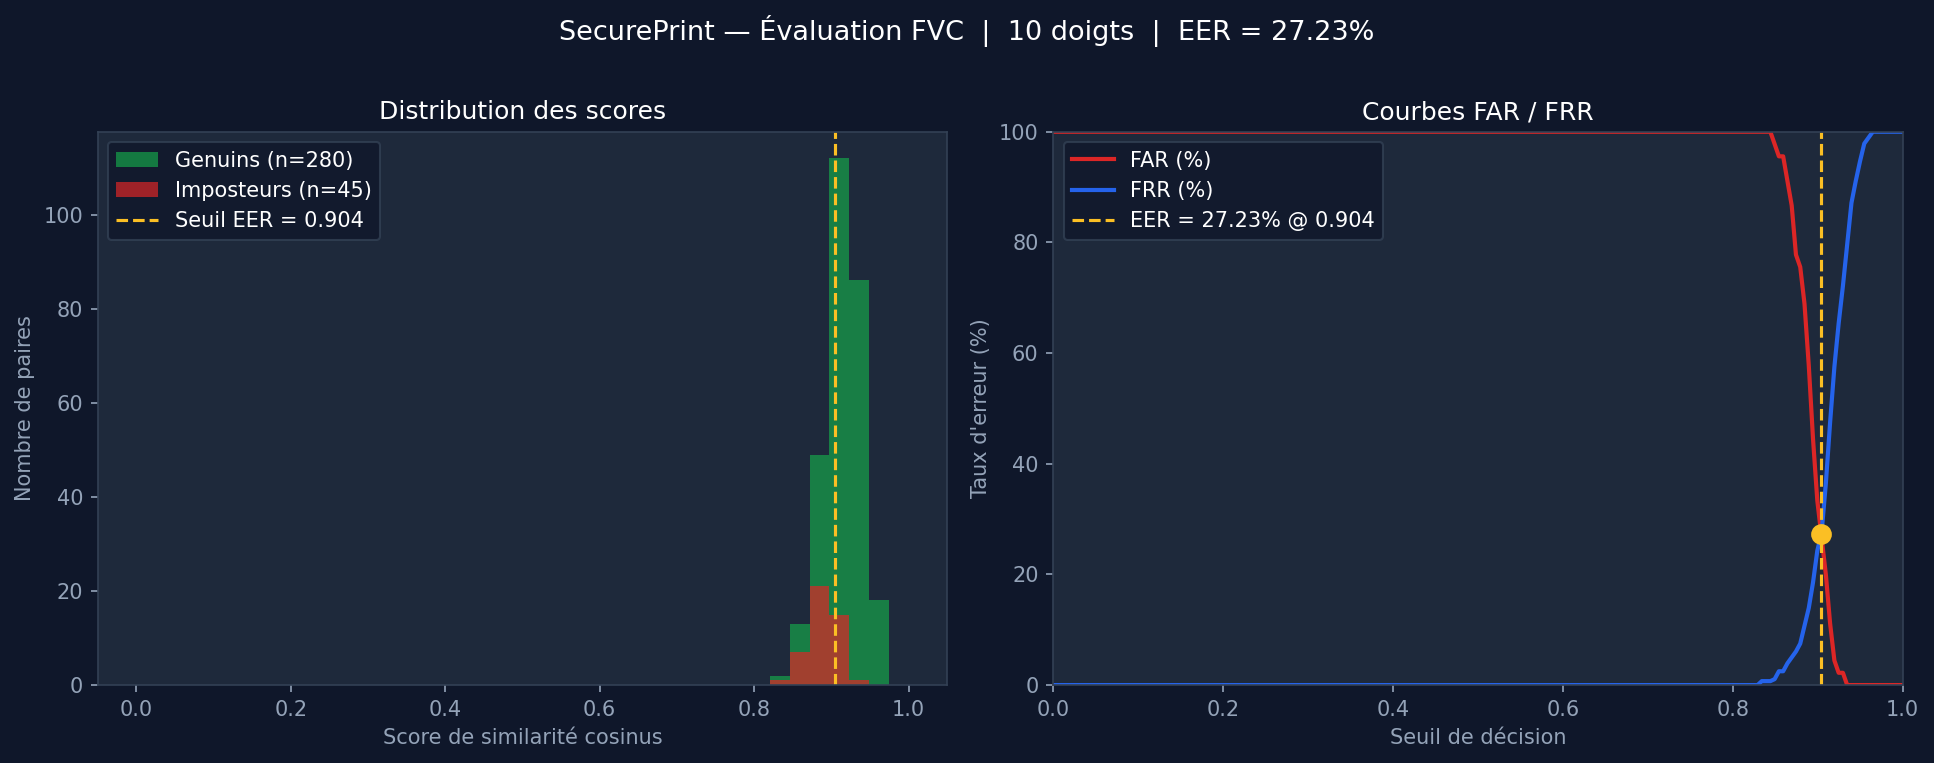 SecurePrint — Évaluation FVC | 10 doigts | EER = 27.23%
Distribution des scores
Genuins (n=280)
Imposteurs (n=45)
Seuil EER = 0.904
Nombre de paires
100
80
60
40
20
0
0.0 0.2 0.4 0.6 0.8 1.0
Score de similarité cosinus
Courbes FAR / FRR
FAR (%)
FRR (%)
EER = 27.23% @ 0.904
Taux d'erreur (%)
100
80
60
40
20
0
0.0 0.2 0.4 0.6 0.8 1.0
Seuil de décision